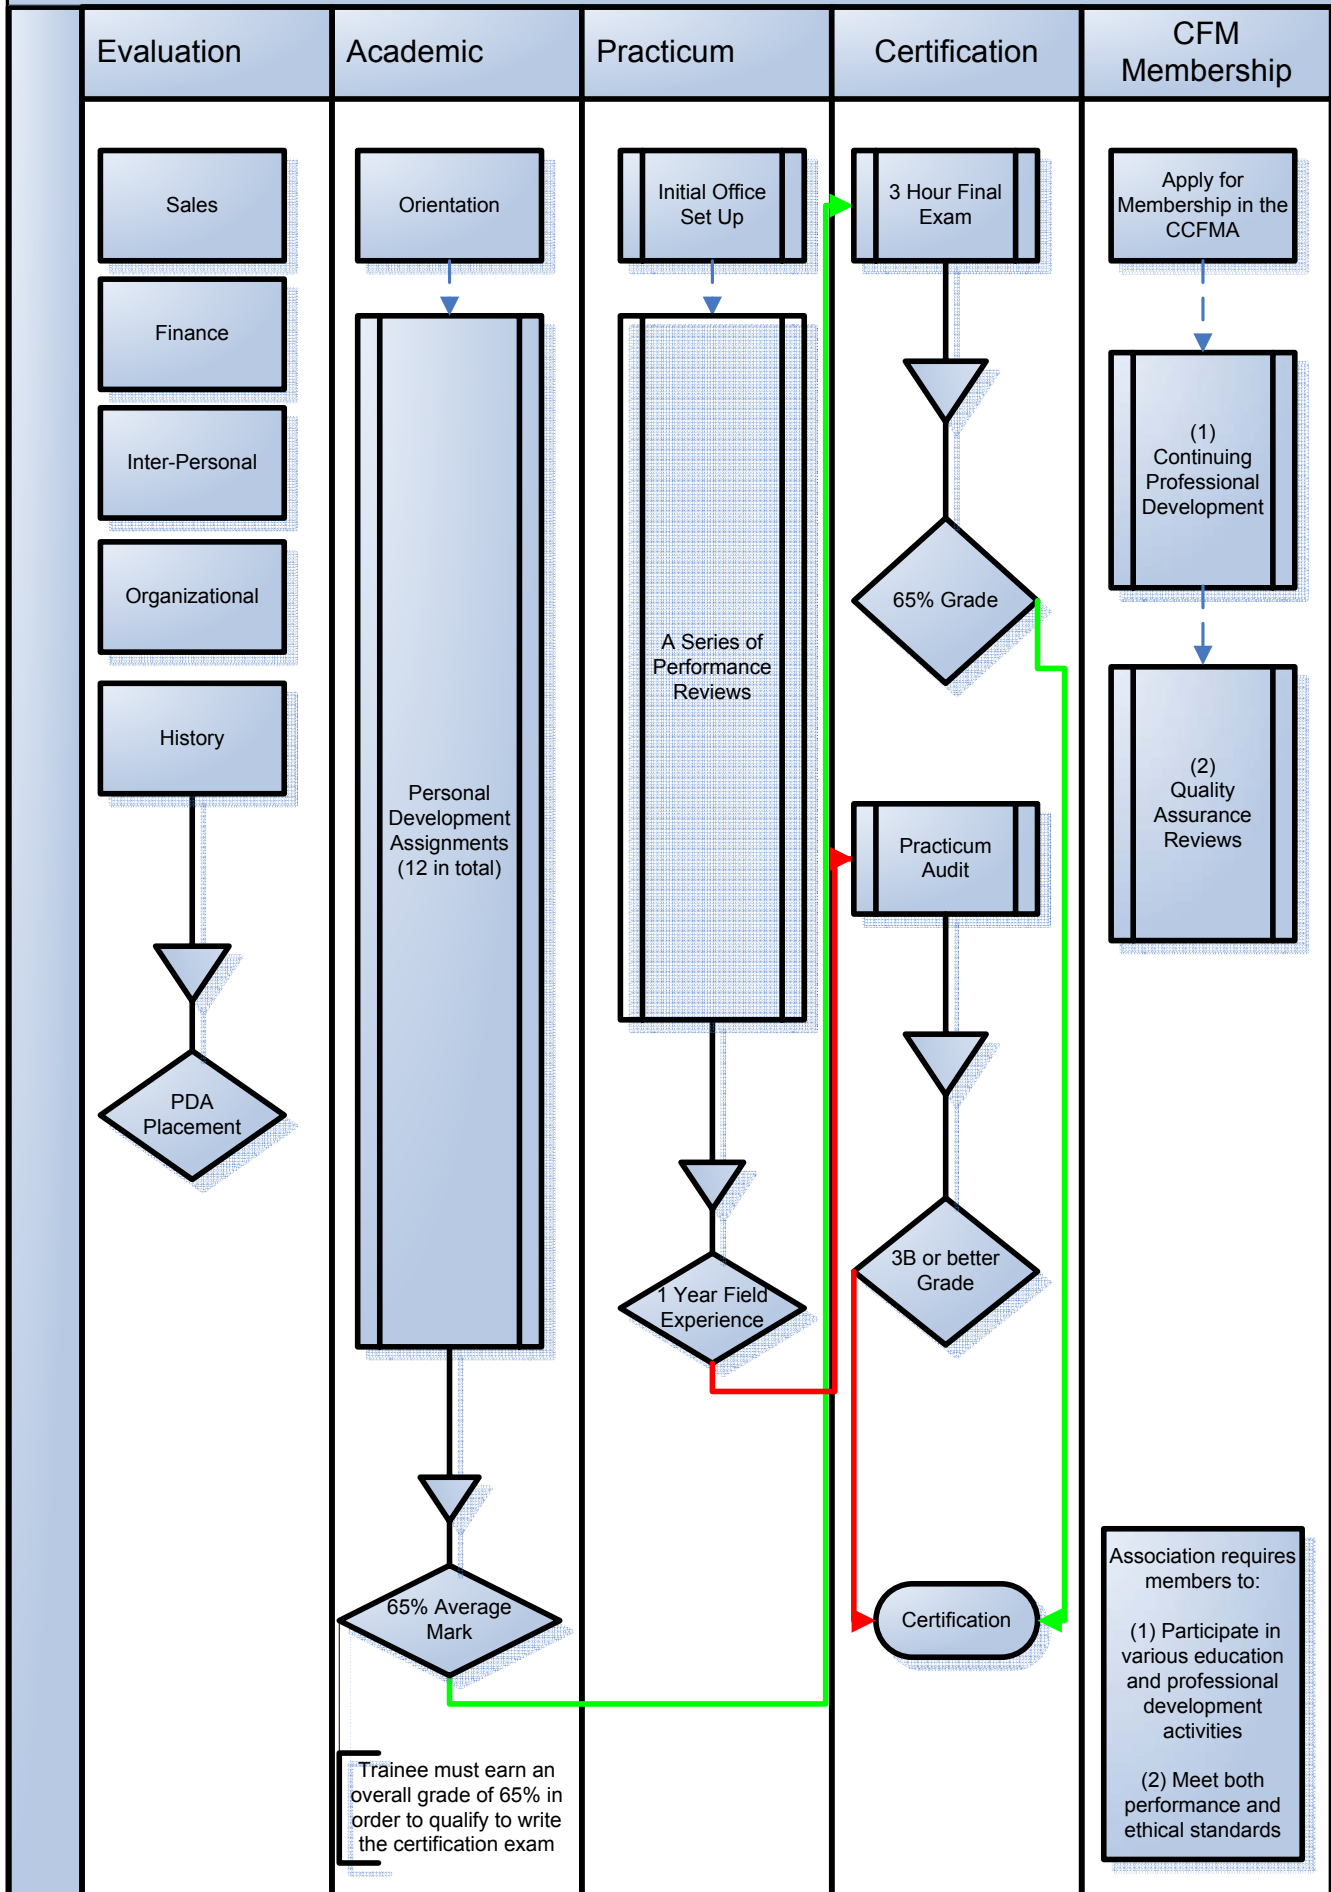 Evaluation
Academic
Practicum
Certification
CFM
Membership
Sales
Finance
Inter-Personal
Organizational
History
PDA
Placement
Orientation
Personal
Development
Assignments
(12 in total)
65% Average
Mark
Trainee must earn an
overall grade of 65% in
order to qualify to write
the certification exam
Initial Office
Set Up
A Series of
Performance
Reviews
1 Year Field
Experience
3 Hour Final
Exam
65% Grade
Practicum
Audit
3B or better
Grade
Certification
Apply for
Membership in the
CCFMA
(1)
Continuing
Professional
Development
(2)
Quality
Assurance
Reviews
Association requires
members to:
(1) Participate in
various education
and professional
development
activities
(2) Meet both
performance and
ethical standards